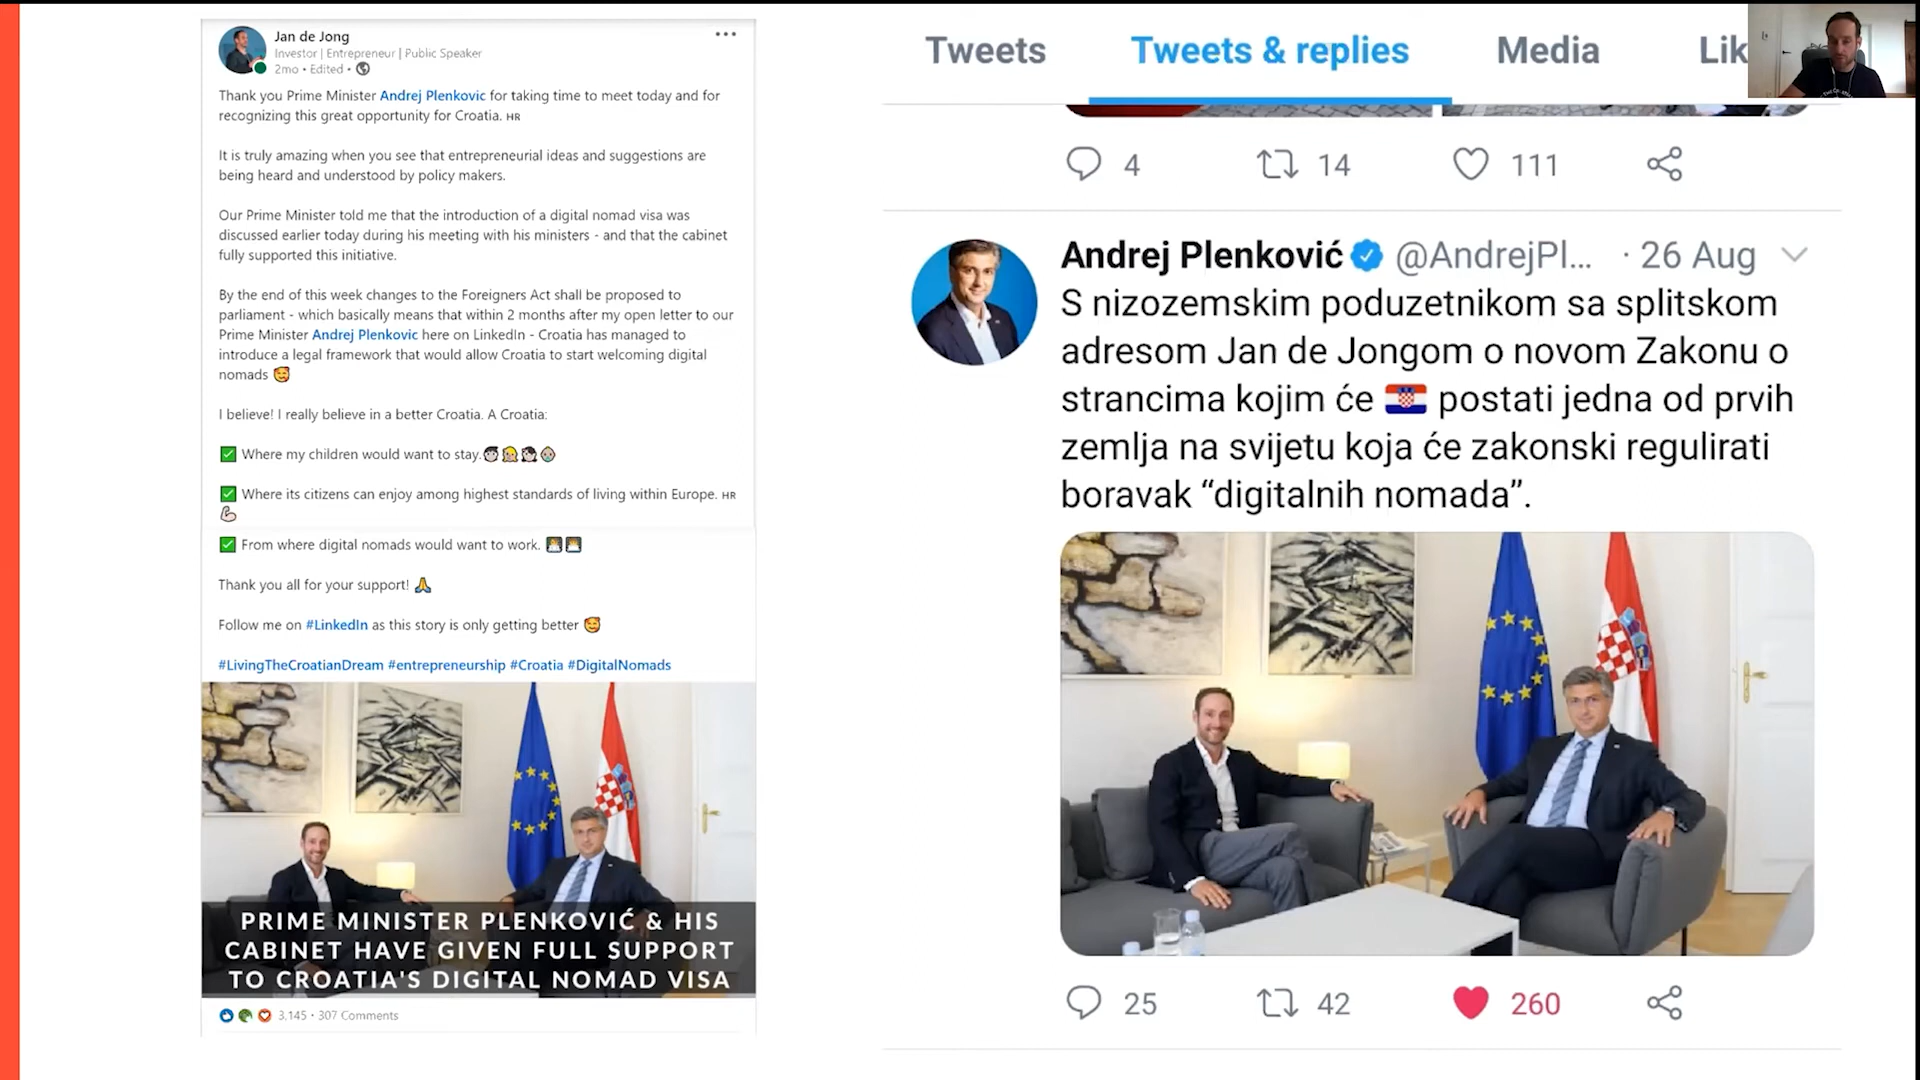 Jan de Jong
Investor | Entrepreneur | Public Speaker
2mo • Edited •
Thank you Prime Minister Andrej Plenkovic for taking time to meet today and for
recognizing this great opportunity for Croatia. HR
It is truly amazing when you see that entrepreneurial ideas and suggestions are
being heard and understood by policy makers.
Our Prime Minister told me that the introduction of a digital nomad visa was
discussed earlier today during his meeting with his ministers - and that the cabinet
fully supported this initiative.
By the end of this week changes to the Foreigners Act shall be proposed to
parliament - which basically means that within 2 months after my open letter to our
Prime Minister Andrej Plenkovic here on LinkedIn - Croatia has managed to
introduce a legal framework that would allow Croatia to start welcoming digital
nomads 🥰
I believe! I really believe in a better Croatia. A Croatia:
✅ Where my children would want to stay.
✅ Where its citizens can enjoy among highest standards of living within Europe. HR
💪
✅ From where digital nomads would want to work.
Thank you all for your support! 🙏
Follow me on #LinkedIn as this story is only getting better 🥰
#LivingTheCroatianDream #entrepreneurship #Croatia #DigitalNomads
PRIME MINISTER PLENKOVIĆ & HIS
CABINET HAVE GIVEN FULL SUPPORT
TO CROATIA'S DIGITAL NOMAD VISA
3,145 • 307 Comments
Tweets Tweets & replies Media Lik
4 14 111
Andrej Plenković @AndrejPl... · 26 Aug
S nizozemskim poduzetnikom sa splitskom
adresom Jan de Jongom o novom Zakonu o
strancima kojim će 🇭🇷 postati jedna od prvih
zemlja na svijetu koja će zakonski regulirati
boravak “digitalnih nomada”.
25 42 260